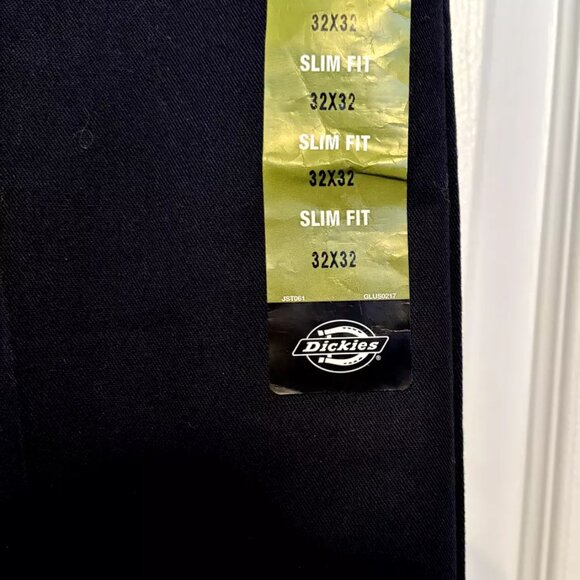 32X32
SLIM FIT
32X32
SLIM FIT
32X32
SLIM FIT
32X32
JST061 GLUS0217
Dickies®